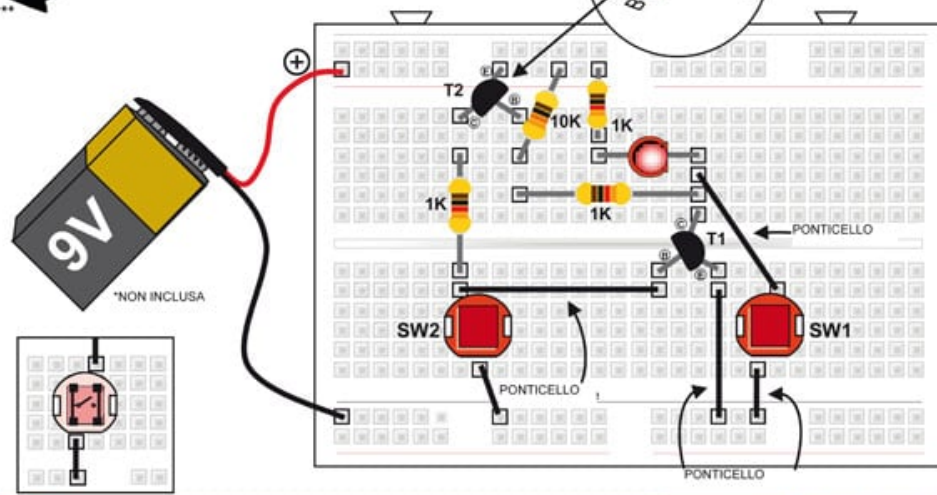 **
B
+
E
T2
B
C
10K
1K
9V
1K
1K
C
T1
PONTICELLO
B
E
*NON INCLUSA
SW2
SW1
PONTICELLO
PONTICELLO